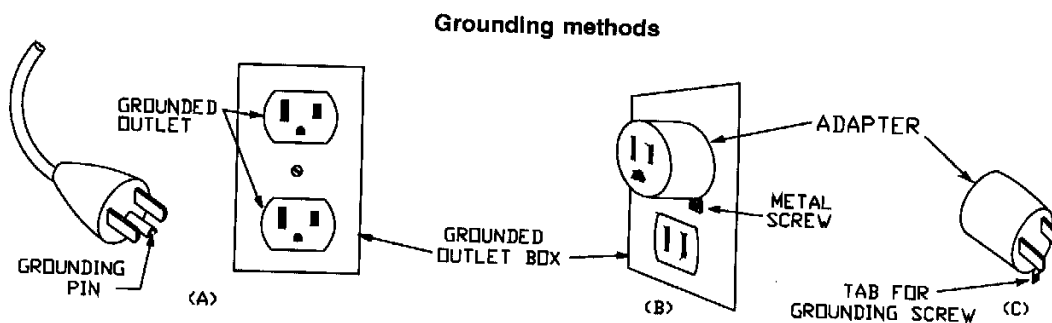 Grounding methods
GROUNDED
OUTLET
GROUNDING
PIN
(A)
GROUNDED
OUTLET BOX
ADAPTER
METAL
SCREW
(B)
TAB FOR
GROUNDING SCREW
(C)